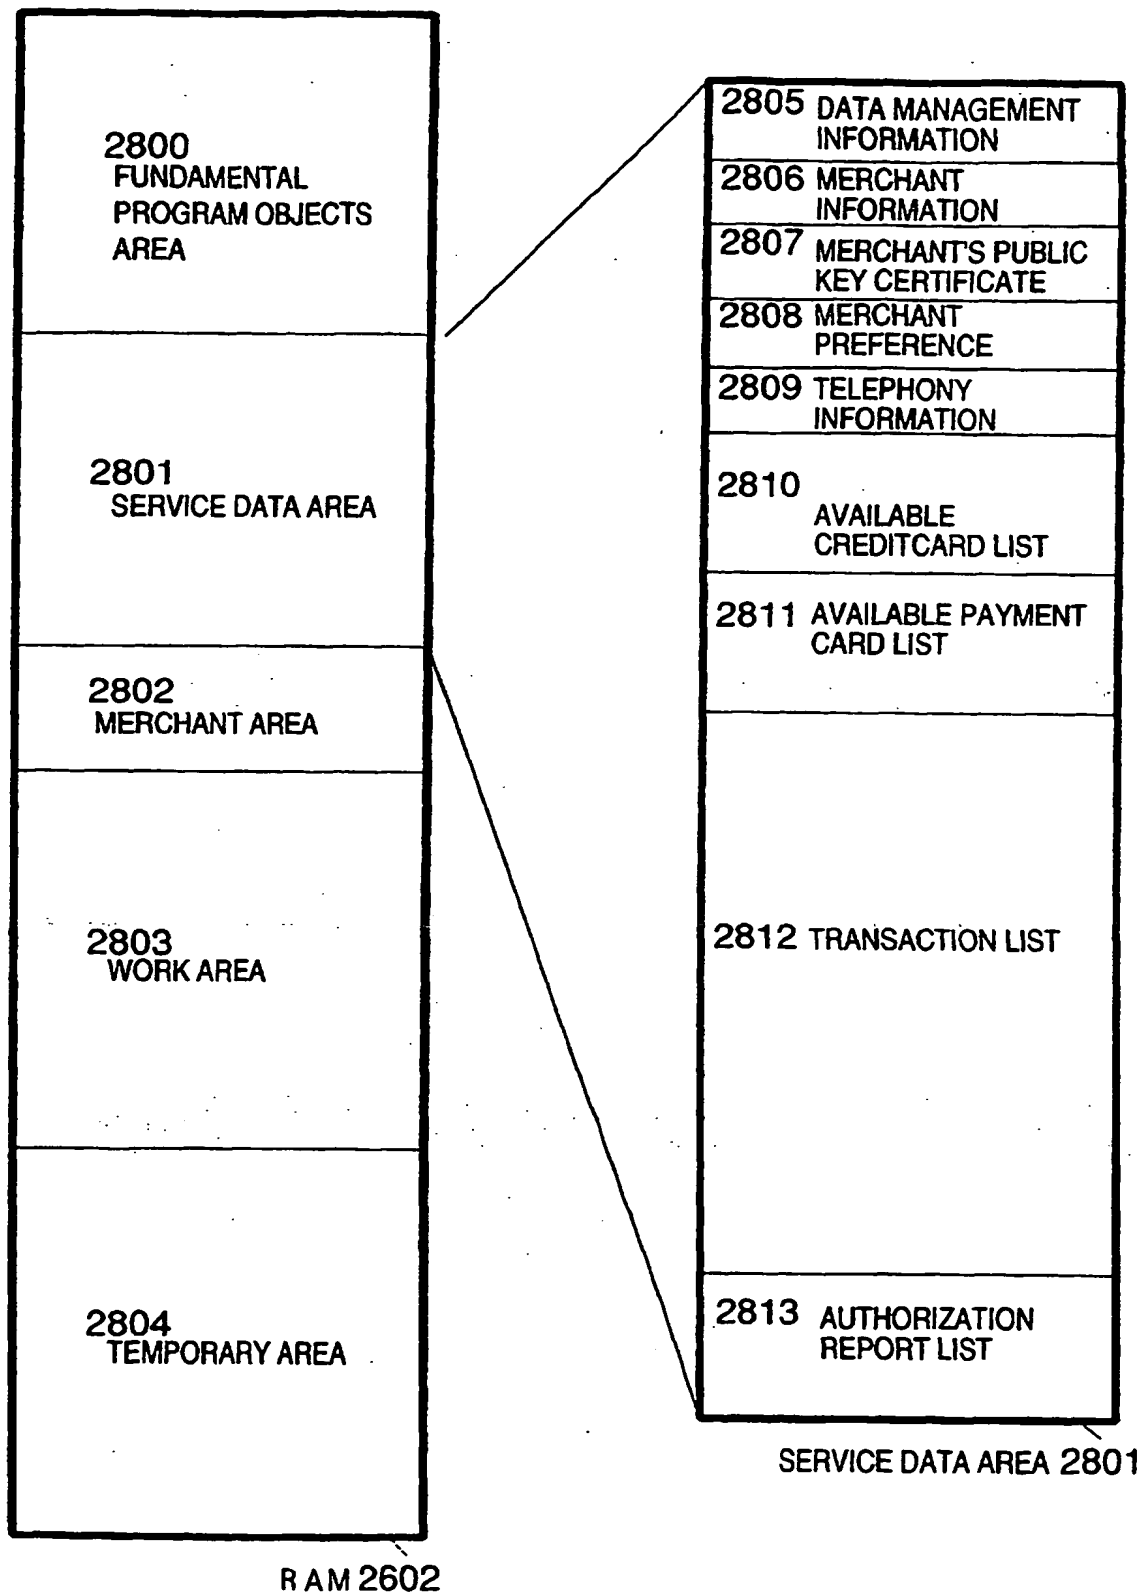 2800
FUNDAMENTAL
PROGRAM OBJECTS
AREA
2801
SERVICE DATA AREA
2802
MERCHANT AREA
2803
WORK AREA
2804
TEMPORARY AREA
RAM 2602
2805 DATA MANAGEMENT
INFORMATION
2806 MERCHANT
INFORMATION
2807 MERCHANT'S PUBLIC
KEY CERTIFICATE
2808 MERCHANT
PREFERENCE
2809 TELEPHONY
INFORMATION
2810
AVAILABLE
CREDITCARD LIST
2811 AVAILABLE PAYMENT
CARD LIST
2812 TRANSACTION LIST
2813 AUTHORIZATION
REPORT LIST
SERVICE DATA AREA 2801